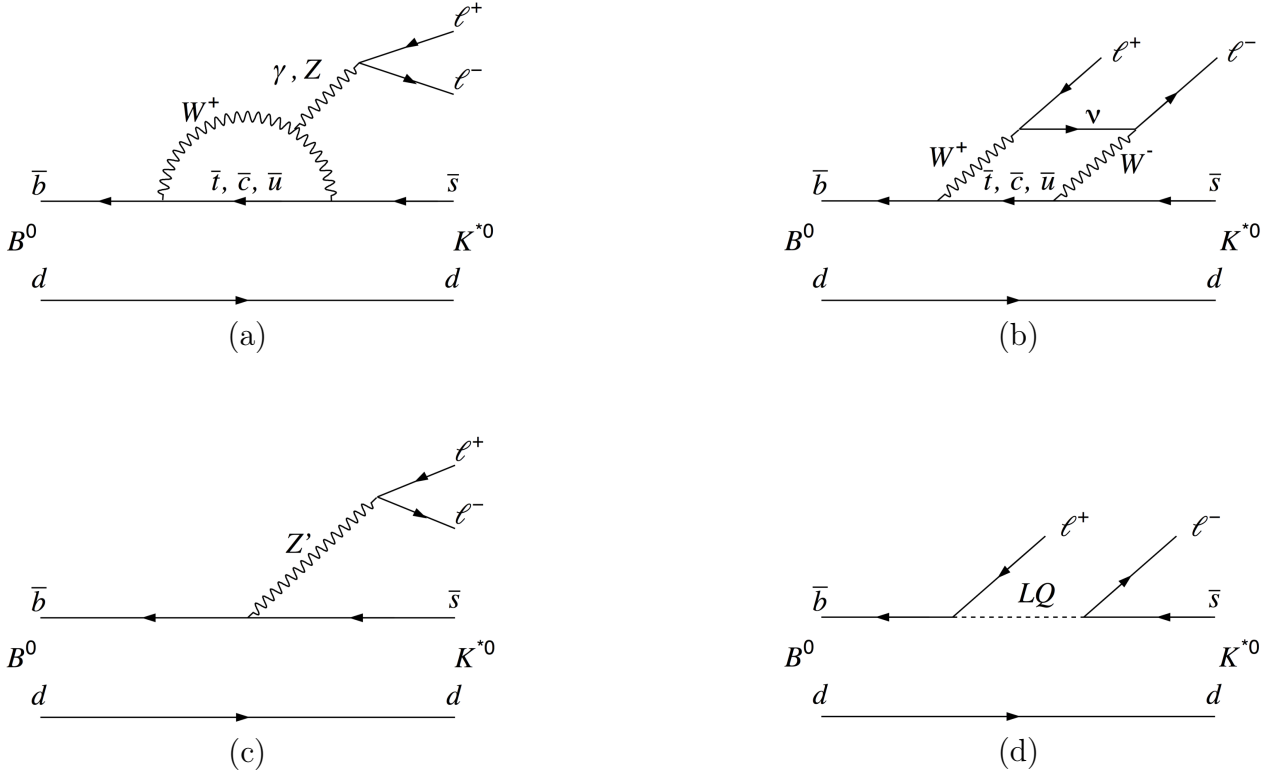 ℓ⁺
γ , Z
ℓ⁻
W⁺
b̄ t̄, c̄, ū s̄
B⁰ K*⁰
d d
(a)
ℓ⁺ ℓ⁻
ν
W⁺ W⁻
b̄ t̄, c̄, ū s̄
B⁰ K*⁰
d d
(b)
ℓ⁺
ℓ⁻
Z’
b̄ s̄
B⁰ K*⁰
d d
(c)
ℓ⁺ ℓ⁻
LQ
b̄ s̄
B⁰ K*⁰
d d
(d)